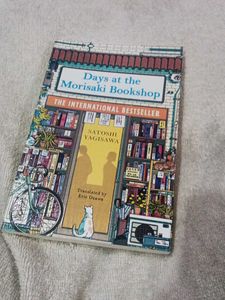 Days at the
Morisaki Bookshop
THE INTERNATIONAL BESTSELLER
SATOSHI
YAGISAWA
Translated by
Eric Ozawa